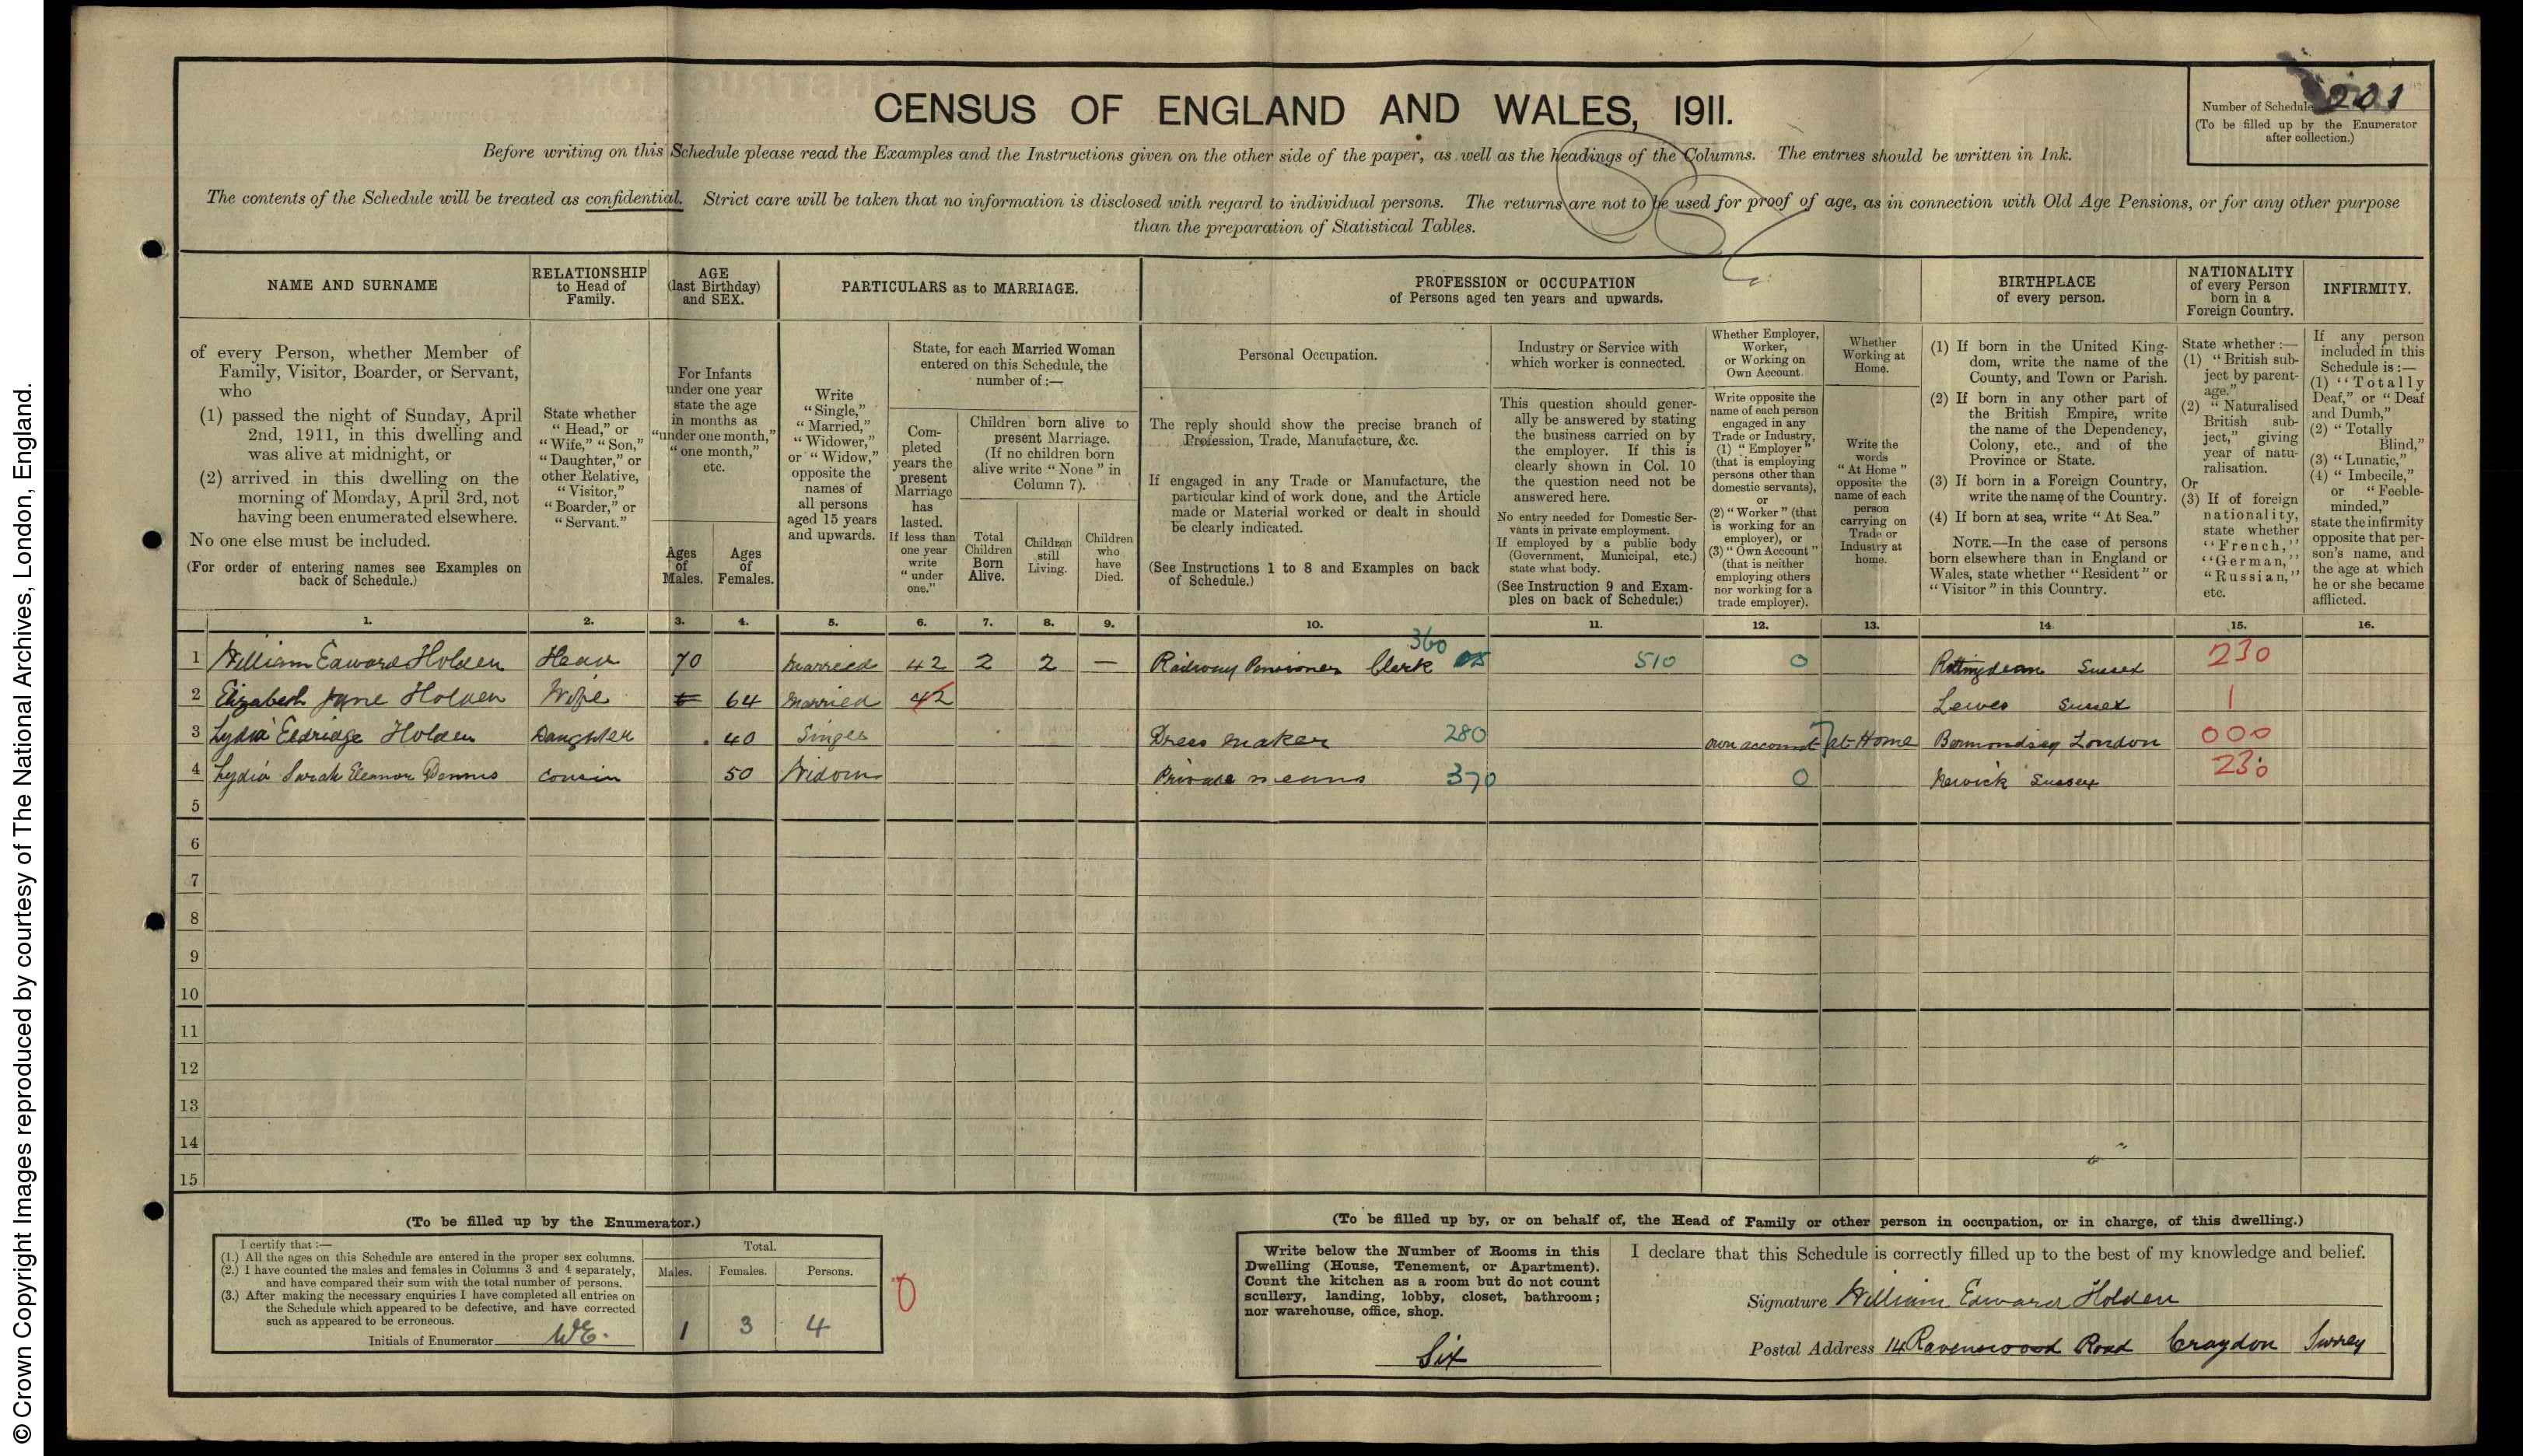 © Crown Copyright Images reproduced by courtesy of The National Archives, London, England.
CENSUS OF ENGLAND AND WALES, 1911.
Number of Schedule 201
(To be filled up by the Enumerator
after collection.)
Before writing on this Schedule please read the Examples and the Instructions given on the other side of the paper, as well as the headings of the Columns. The entries should be written in Ink.
The contents of the Schedule will be treated as confidential. Strict care will be taken that no information is disclosed with regard to individual persons. The returns are not to be used for proof of age, as in connection with Old Age Pensions, or for any other purpose
than the preparation of Statistical Tables.
NAME AND SURNAME
RELATIONSHIP
to Head of
Family.
AGE
(last Birthday)
and SEX.
PARTICULARS as to MARRIAGE.
PROFESSION or OCCUPATION
of Persons aged ten years and upwards.
BIRTHPLACE
of every person.
NATIONALITY
of every Person
born in a
Foreign Country.
INFIRMITY.
of every Person, whether Member of
Family, Visitor, Boarder, or Servant,
who
(1) passed the night of Sunday, April
2nd, 1911, in this dwelling and
was alive at midnight, or
(2) arrived in this dwelling on the
morning of Monday, April 3rd, not
having been enumerated elsewhere.
No one else must be included.
(For order of entering names see Examples on
back of Schedule.)
State whether
“Head,” or
“Wife,” “Son,”
“Daughter,” or
other Relative,
“Visitor,”
“Boarder,” or
“Servant.”
For Infants
under one year
state the age
in months as
“under one month,”
“one month,”
etc.
Ages
of
Males.
Ages
of
Females.
Write
“Single,”
“Married,”
“Widower,”
or “Widow,”
opposite the
names of
all persons
aged 15 years
and upwards.
State, for each Married Woman
entered on this Schedule, the
number of:—
Com-
pleted
years the
present
Marriage
has
lasted.
If less than
one year
write
“under
one.”
Children born alive to
present Marriage.
(If no children born
alive write “None” in
Column 7).
Total
Children
Born
Alive.
Children
still
Living.
Children
who
have
Died.
Personal Occupation.
The reply should show the precise branch of
Profession, Trade, Manufacture, &c.
If engaged in any Trade or Manufacture, the
particular kind of work done, and the Article
made or Material worked or dealt in should
be clearly indicated.
(See Instructions 1 to 8 and Examples on back
of Schedule.)
Industry or Service with
which worker is connected.
This question should gener-
ally be answered by stating
the business carried on by
the employer. If this is
clearly shown in Col. 10
the question need not be
answered here.
No entry needed for Domestic Ser-
vants in private employment.
If employed by a public body
(Government, Municipal, etc.)
state what body.
(See Instruction 9 and Exam-
ples on back of Schedule.)
Whether Employer,
Worker,
or Working on
Own Account.
Write opposite the
name of each person
engaged in any
Trade or Industry,
(1) “Employer”
(that is employing
persons other than
domestic servants),
or
(2) “Worker” (that
is working for an
employer), or
(3) “Own Account”
(that is neither
employing others
nor working for a
trade employer).
Whether
Working at
Home.
Write the
words
“At Home”
opposite the
name of each
person
carrying on
Trade or
Industry at
home.
(1) If born in the United King-
dom, write the name of the
County, and Town or Parish.
(2) If born in any other part of
the British Empire, write
the name of the Dependency,
Colony, etc., and of the
Province or State.
(3) If born in a Foreign Country,
write the name of the Country.
(4) If born at sea, write “At Sea.”
NOTE.—In the case of persons
born elsewhere than in England or
Wales, state whether “Resident” or
“Visitor” in this Country.
State whether:—
(1) “British sub-
ject by parent-
age.”
(2) “Naturalised
British sub-
ject,” giving
year of natu-
ralisation.
Or
(3) If of foreign
nationality,
state whether
“French,”
“German,”
“Russian,”
etc.
If any person
included in this
Schedule is:—
(1) “Totally
Deaf,” or “Deaf
and Dumb,”
(2) “Totally
Blind,”
(3) “Lunatic,”
(4) “Imbecile,”
or “Feeble-
minded,”
state the infirmity
opposite that per-
son's name, and
the age at which
he or she became
afflicted.
1. 2. 3. 4. 5. 6. 7. 8. 9. 10. 11. 12. 13. 14. 15. 16.
1 William Edward Holden Head 70 Married 42 2 2 — Railway Pensioner Clerk 360 510 0 Rottingdean Sussex 230
2 Elizabeth Jane Holden Wife 64 Married 42 Lewes Sussex 1
3 Lydia Eldridge Holden Daughter 40 Single Dress Maker 280 own account at Home Bermondsey London 000
4 Lydia Sarah Eleanor Dennis Cousin 50 Widow Private means 370 0 Newick Sussex 230
5
6
7
8
9
10
11
12
13
14
15
(To be filled up by the Enumerator.)
I certify that:—
(1.) All the ages on this Schedule are entered in the proper sex columns.
(2.) I have counted the males and females in Columns 3 and 4 separately,
and have compared their sum with the total number of persons.
(3.) After making the necessary enquiries I have completed all entries on
the Schedule which appeared to be defective, and have corrected
such as appeared to be erroneous.
Initials of Enumerator WE.
Total.
Males. Females. Persons.
1 3 4
0
(To be filled up by, or on behalf of, the Head of Family or other person in occupation, or in charge, of this dwelling.)
Write below the Number of Rooms in this
Dwelling (House, Tenement, or Apartment).
Count the kitchen as a room but do not count
scullery, landing, lobby, closet, bathroom;
nor warehouse, office, shop.
Six
I declare that this Schedule is correctly filled up to the best of my knowledge and belief.
Signature William Edward Holden
Postal Address 14 Ravenswood Road Craydon Surrey